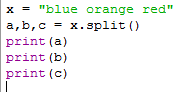 x = "blue orange red"
a,b,c = x.split()
print(a)
print(b)
print(c)